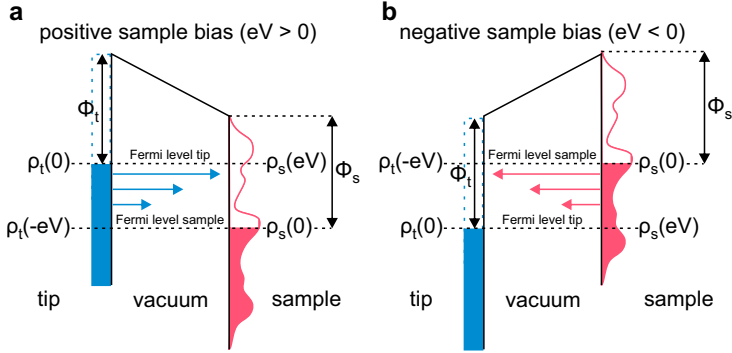 a
positive sample bias (eV > 0)
Φt
ρt(0)
Fermi level tip
ρs(eV)
Φs
ρt(-eV)
Fermi level sample
ρs(0)
tip
vacuum
sample
b
negative sample bias (eV < 0)
Φs
ρt(-eV)
Fermi level sample
ρs(0)
Φt
ρt(0)
Fermi level tip
ρs(eV)
tip
vacuum
sample